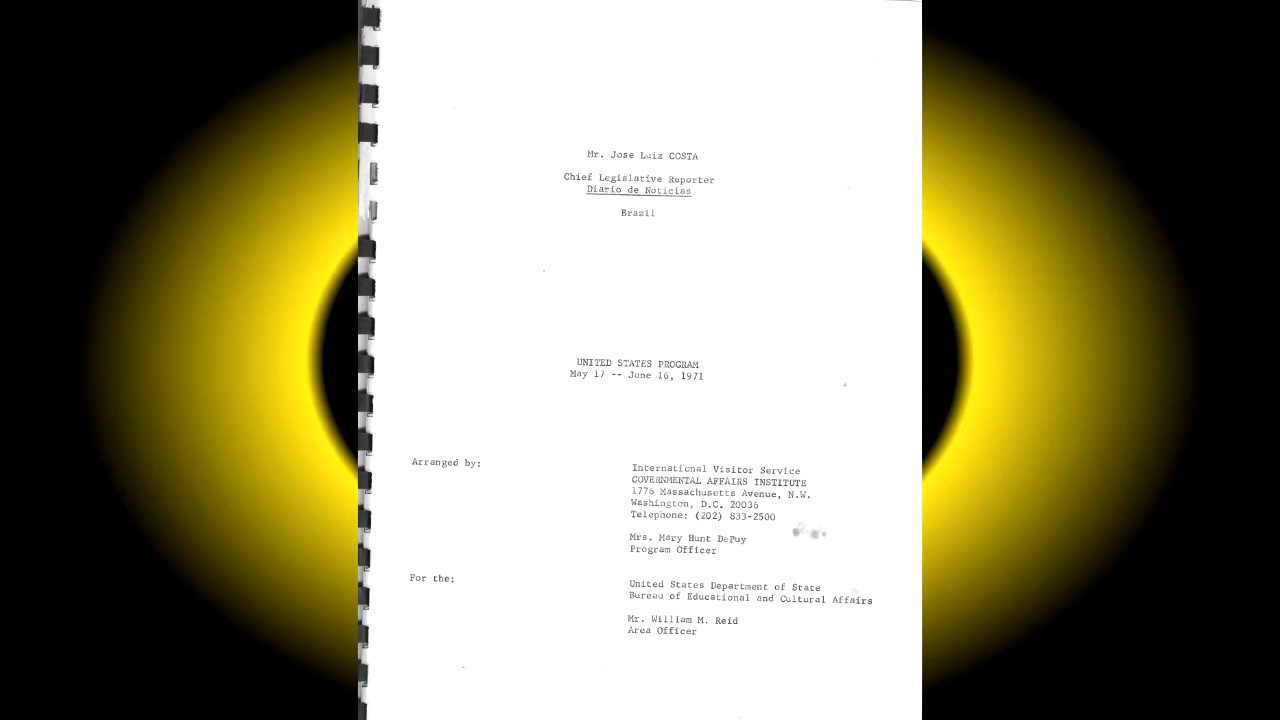 Mr. Jose Luiz COSTA
Chief Legislative Reporter
Diario de Noticias
Brazil
UNITED STATES PROGRAM
May 17 -- June 16, 1971
Arranged by:
International Visitor Service
GOVERNMENTAL AFFAIRS INSTITUTE
1776 Massachusetts Avenue, N.W.
Washington, D.C. 20036
Telephone: (202) 833-2500
Mrs. Mary Hunt DePuy
Program Officer
For the:
United States Department of State
Bureau of Educational and Cultural Affairs
Mr. William M. Reid
Area Officer